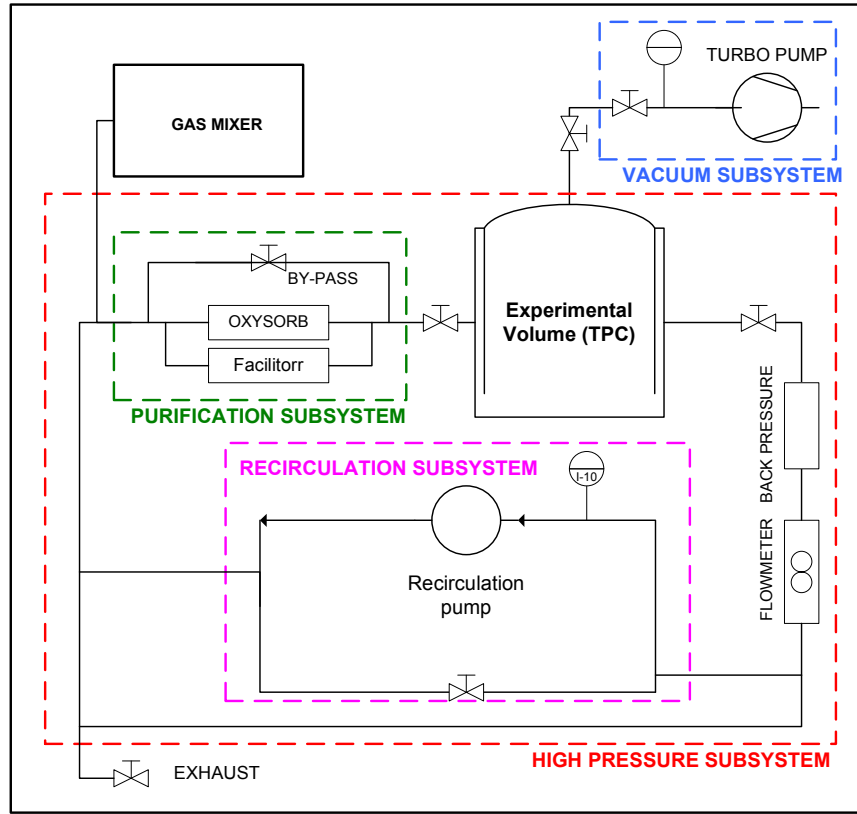 TURBO PUMP
GAS MIXER
VACUUM SUBSYSTEM
BY-PASS
OXYSORB
Facilitorr
Experimental
Volume (TPC)
PURIFICATION SUBSYSTEM
BACK PRESSURE
RECIRCULATION SUBSYSTEM
I-10
FLOWMETER
Recirculation
pump
HIGH PRESSURE SUBSYSTEM
EXHAUST